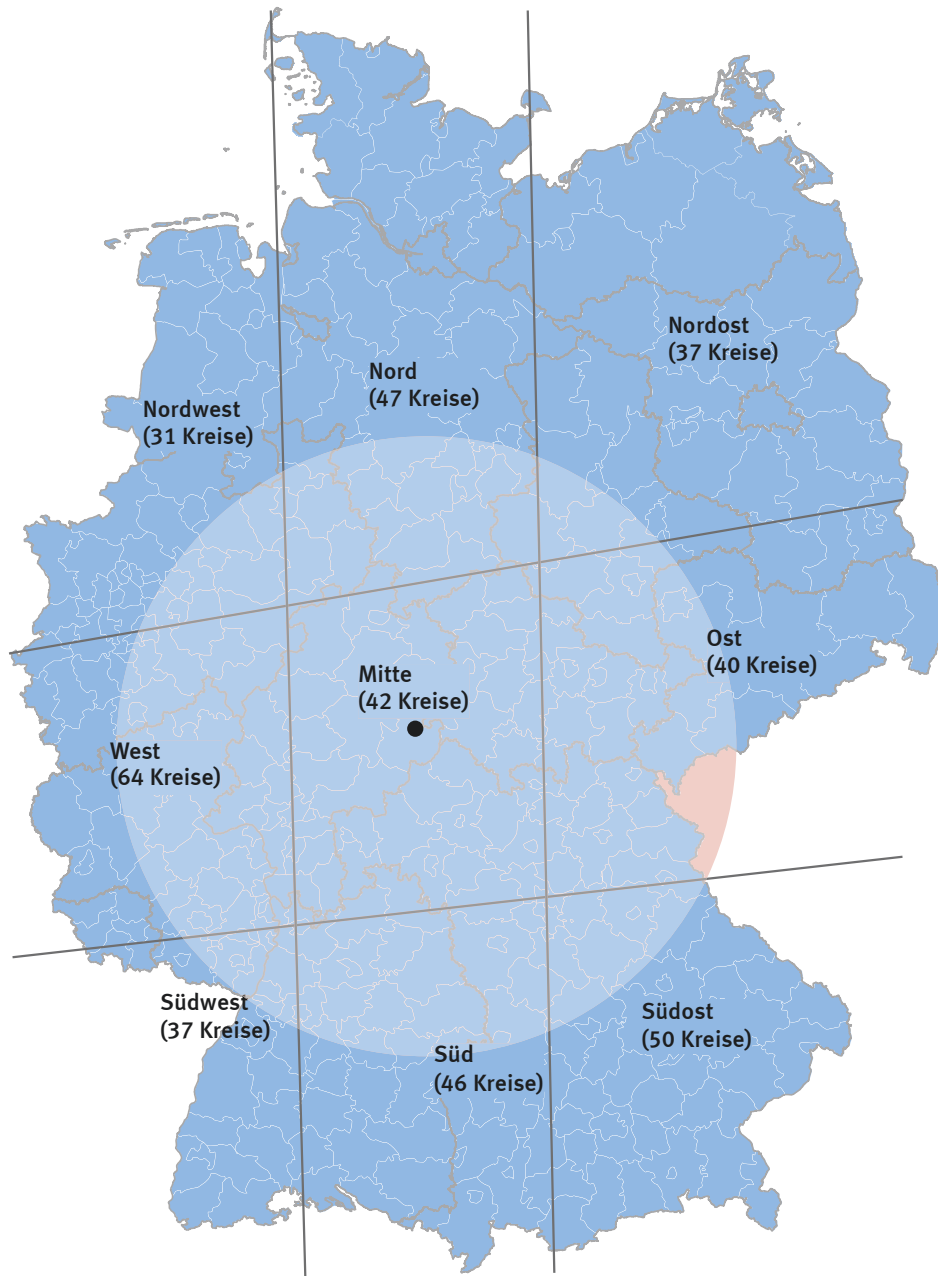 Nordost
(37 Kreise)
Nord
(47 Kreise)
Nordwest
(31 Kreise)
Ost
(40 Kreise)
Mitte
(42 Kreise)
West
(64 Kreise)
Südwest
(37 Kreise)
Südost
(50 Kreise)
Süd
(46 Kreise)